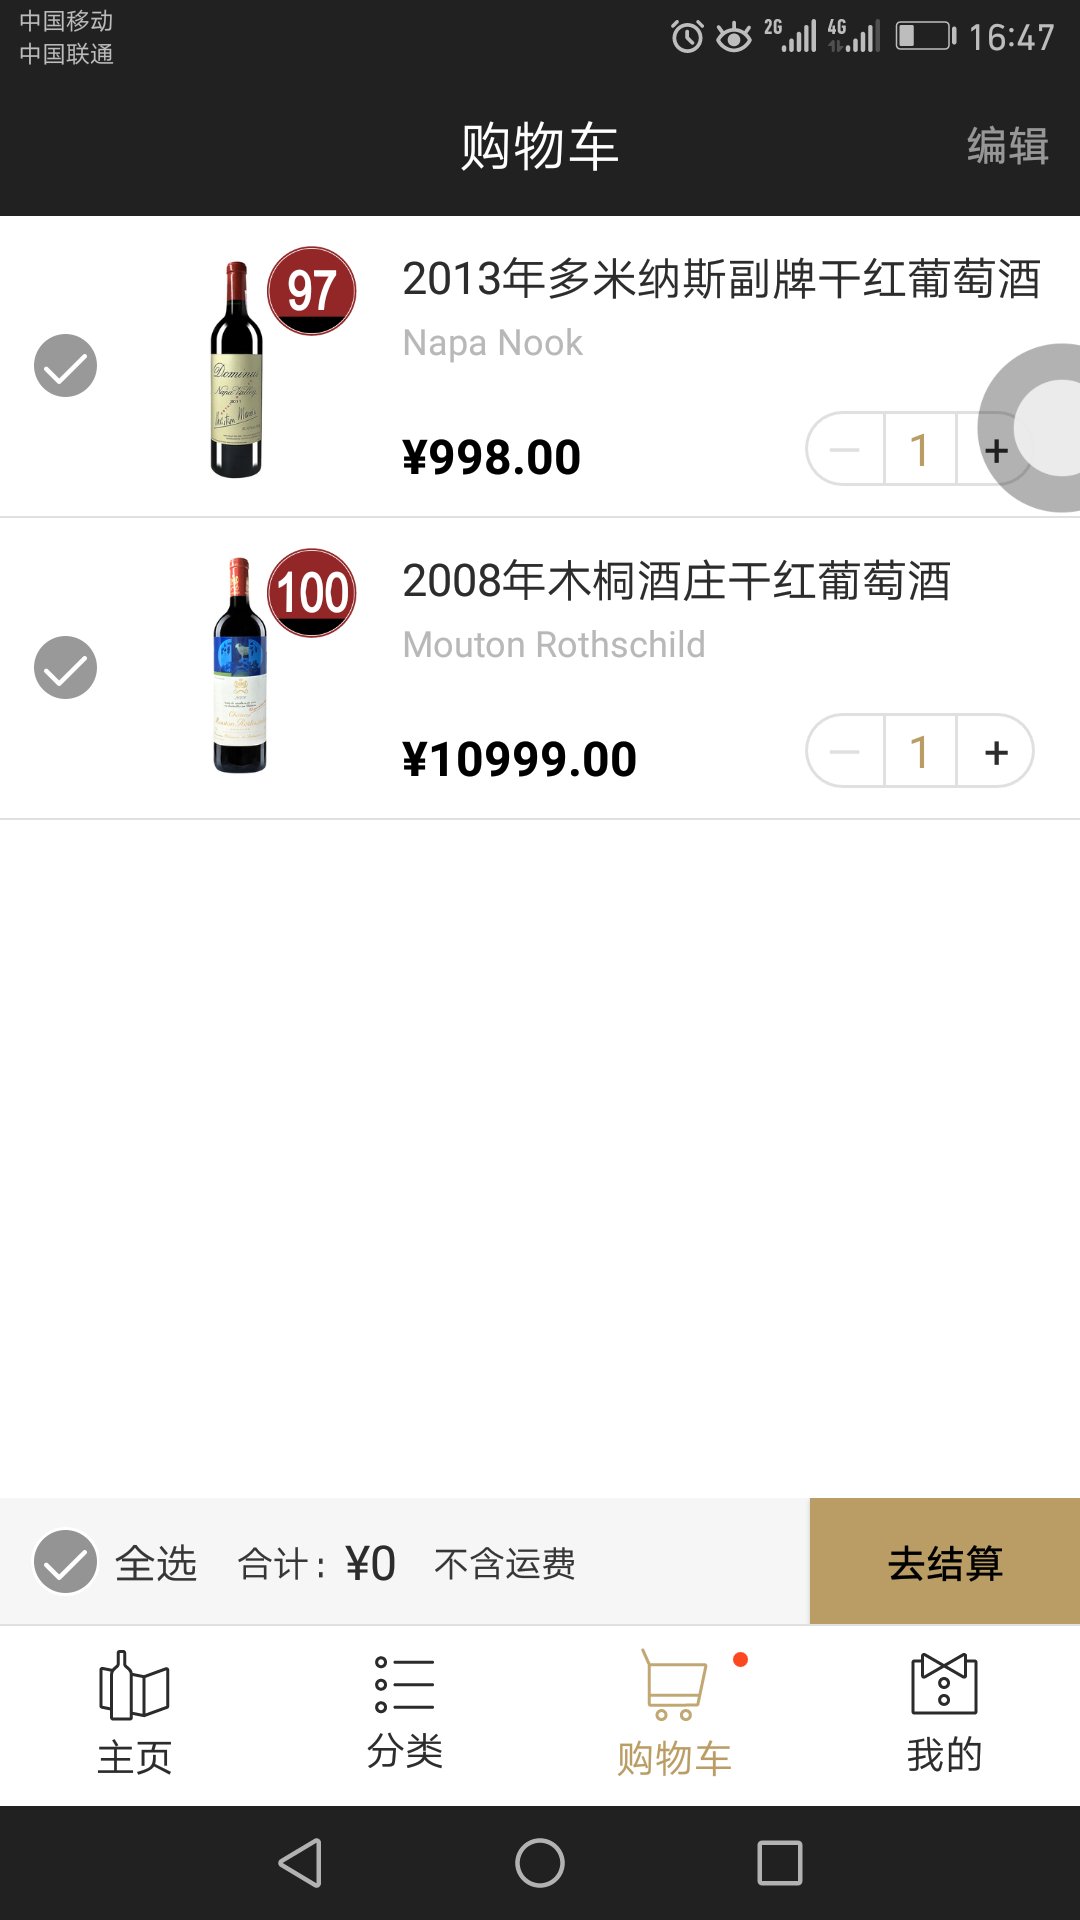 中国移动
中国联通
2G 4G 16:47
购物车 编辑
97
2013年多米纳斯副牌干红葡萄酒
Napa Nook
¥998.00 1 +
100
2008年木桐酒庄干红葡萄酒
Mouton Rothschild
¥10999.00 1 +
全选 合计: ¥0 不含运费 去结算
主页 分类 购物车 我的